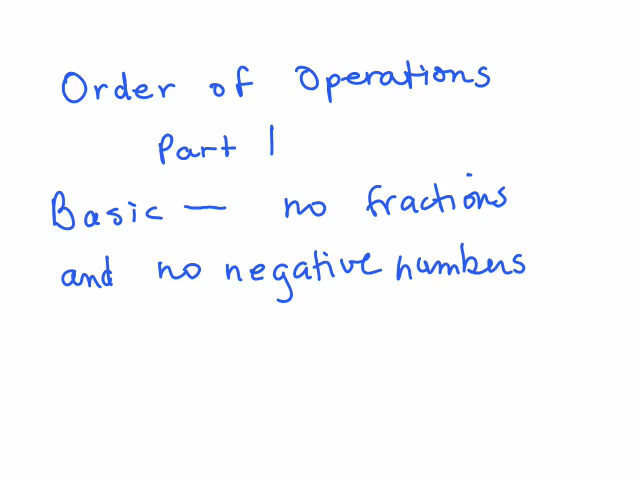 Order of Operations
Part 1
Basic — no fractions
and no negative numbers